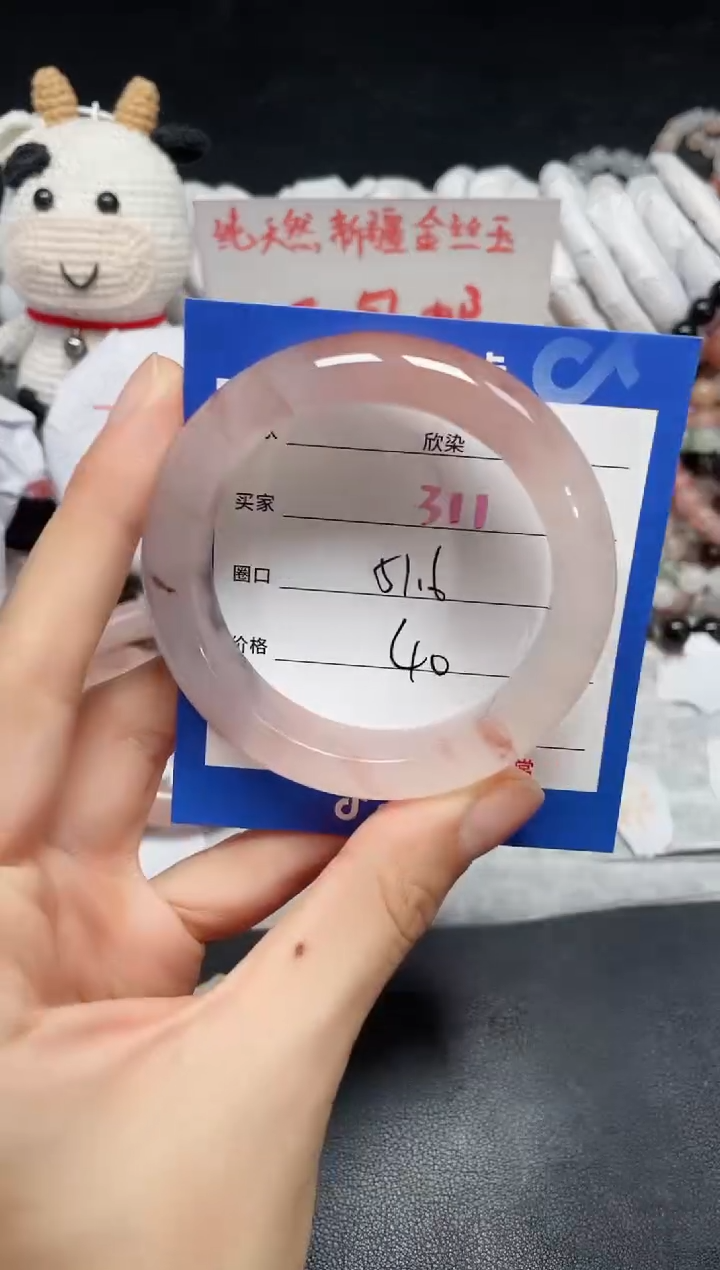 纯天然新疆金丝玉
欣染
买家 311
圈口 51.6
价格 40
赏